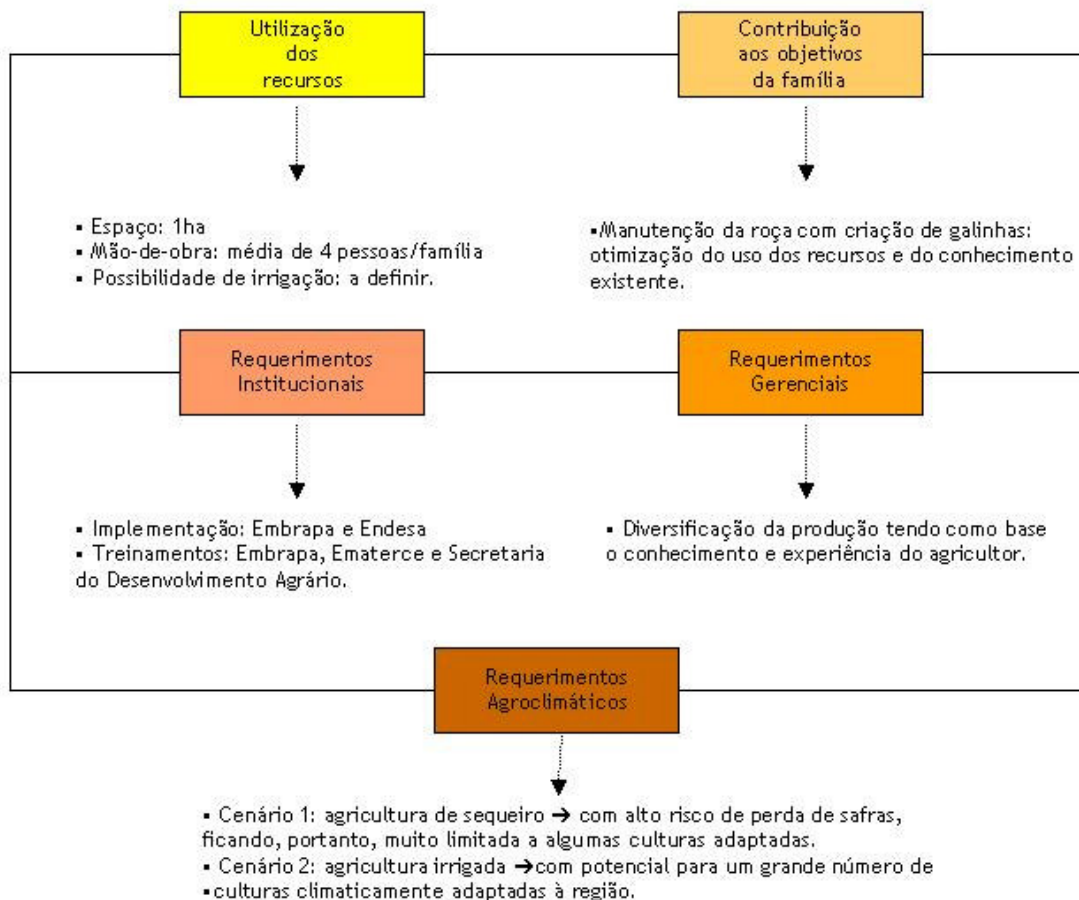 Utilização
dos
recursos
Contribuição
aos objetivos
da família
▪ Espaço: 1ha
▪ Mão-de-obra: média de 4 pessoas/família
▪ Possibilidade de irrigação: a definir.
▪Manutenção da roça com criação de galinhas:
otimização do uso dos recursos e do conhecimento
existente.
Requerimentos
Institucionais
Requerimentos
Gerenciais
▪ Implementação: Embrapa e Endesa
▪ Treinamentos: Embrapa, Ematerce e Secretaria
do Desenvolvimento Agrário.
▪ Diversificação da produção tendo como base
o conhecimento e experiência do agricultor.
Requerimentos
Agroclimáticos
▪ Cenário 1: agricultura de sequeiro → com alto risco de perda de safras,
ficando, portanto, muito limitada a algumas culturas adaptadas.
▪ Cenário 2: agricultura irrigada →com potencial para um grande número de
▪culturas climaticamente adaptadas à região.